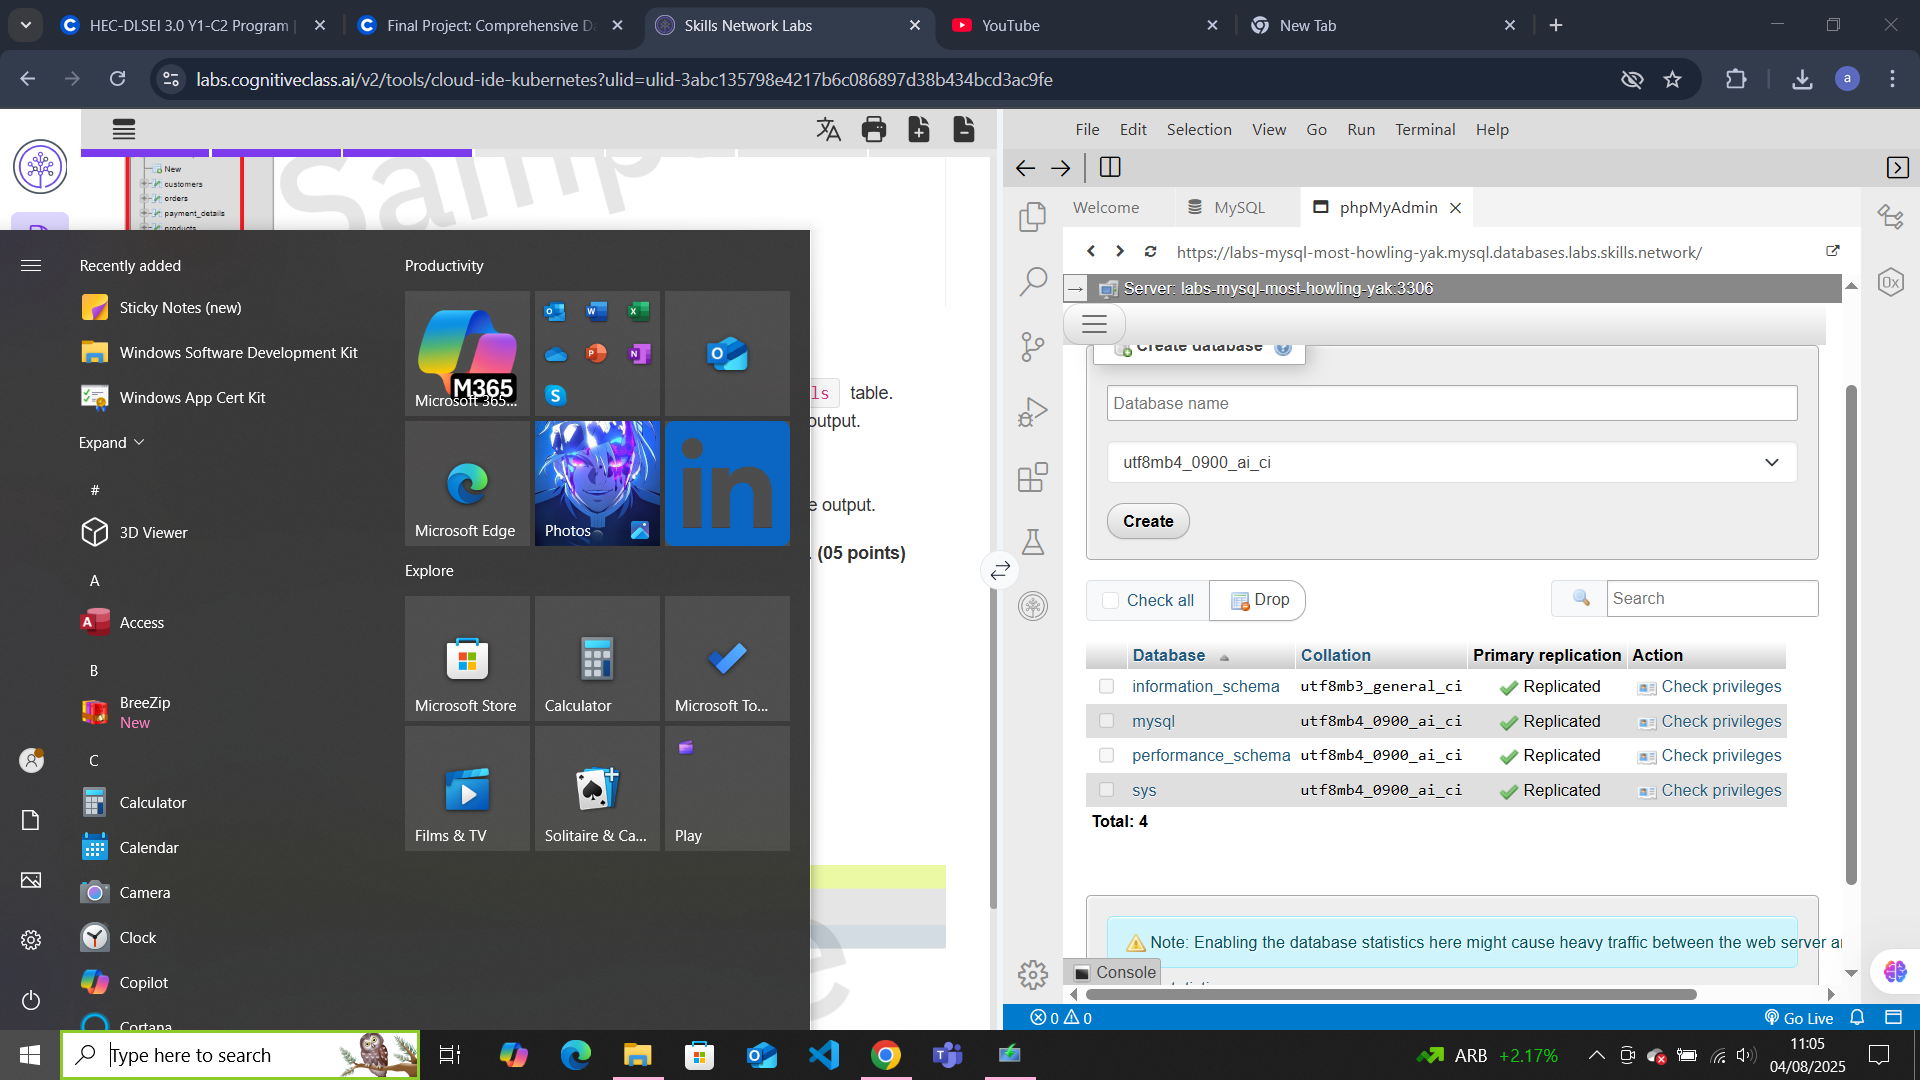 HEC-DLSEI 3.0 Y1-C2 Program |
Final Project: Comprehensive Da
Skills Network Labs
YouTube
New Tab
labs.cognitiveclass.ai/v2/tools/cloud-ide-kubernetes?ulid=ulid-3abc135798e4217b6c086897d38b434bcd3ac9fe
a
New
customers
orders
payment_details
products
Samp
ls table.
output.
e output.
. (05 points)
e
Recently added
Sticky Notes (new)
Windows Software Development Kit
Windows App Cert Kit
Expand
#
3D Viewer
A
Access
B
BreeZip
New
C
Calculator
Calendar
Camera
Clock
Copilot
Cortana
Productivity
M365
Microsoft 365...
Microsoft Edge
Photos
in
Explore
Microsoft Store
Calculator
Microsoft To...
Films & TV
Solitaire & Ca...
Play
File Edit Selection View Go Run Terminal Help
Welcome
MySQL
phpMyAdmin
https://labs-mysql-most-howling-yak.mysql.databases.labs.skills.network/
Server: labs-mysql-most-howling-yak:3306
Create database
Database name
utf8mb4_0900_ai_ci
Create
Check all
Drop
Search
Database Collation Primary replication Action
information_schema utf8mb3_general_ci Replicated Check privileges
mysql utf8mb4_0900_ai_ci Replicated Check privileges
performance_schema utf8mb4_0900_ai_ci Replicated Check privileges
sys utf8mb4_0900_ai_ci Replicated Check privileges
Total: 4
Note: Enabling the database statistics here might cause heavy traffic between the web server a
Console
0 0
Go Live
Type here to search
ARB +2.17%
11:05
04/08/2025